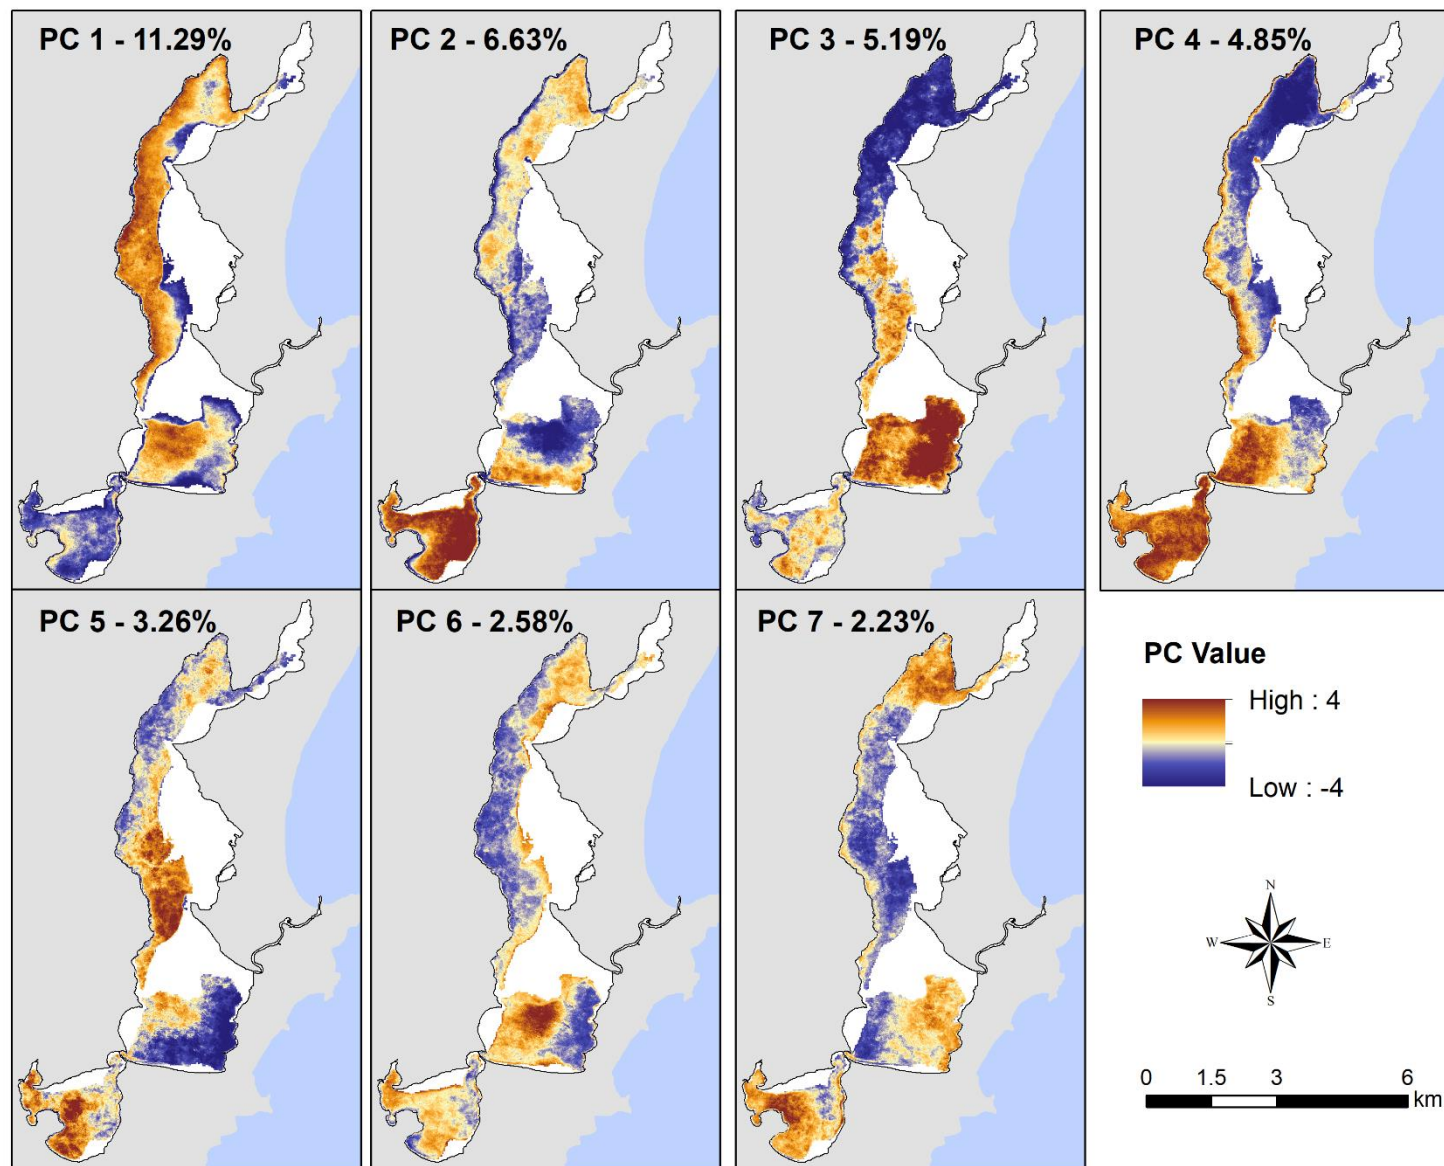 PC 1 - 11.29%
PC 2 - 6.63%
PC 3 - 5.19%
PC 4 - 4.85%
PC 5 - 3.26%
PC 6 - 2.58%
PC 7 - 2.23%
PC Value
High : 4
Low : -4
N
W E
S
0 1.5 3 6
km